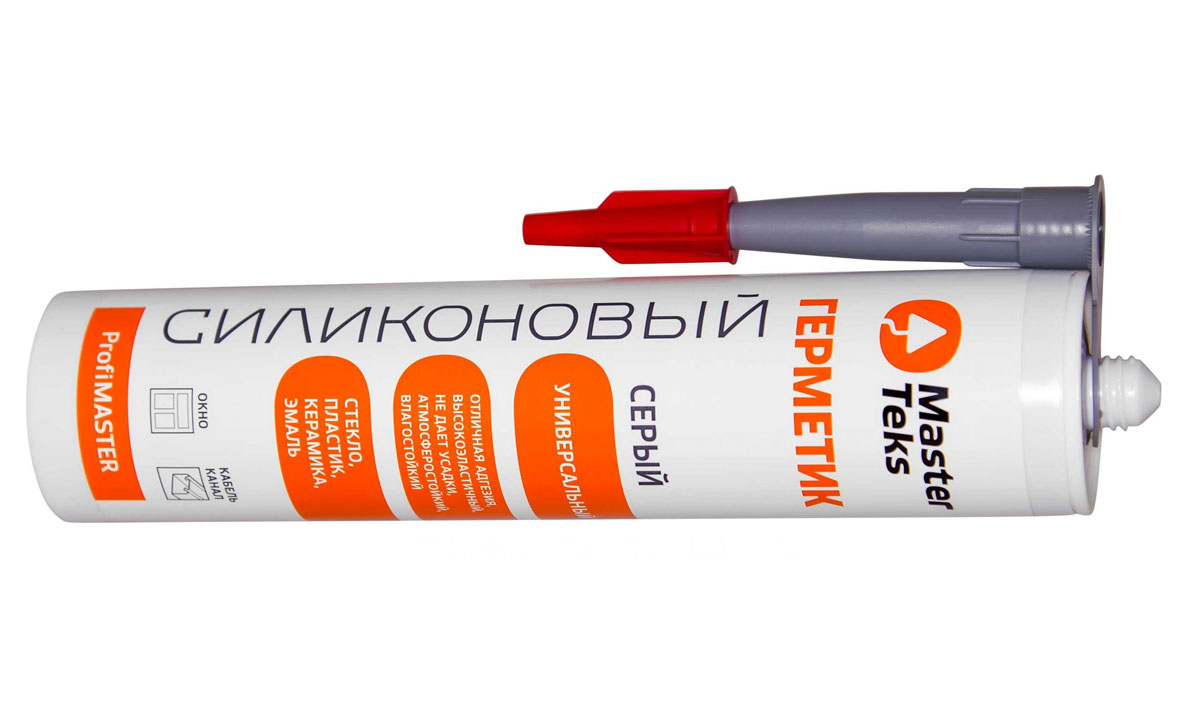 Master
Teks
ГЕРМЕТИК
СИЛИКОНОВЫЙ
СЕРЫЙ
УНИВЕРСАЛЬНЫЙ
ОТЛИЧНАЯ АДГЕЗИЯ,
ВЫСОКОЭЛАСТИЧНЫЙ,
НЕ ДАЕТ УСАДКИ,
АТМОСФЕРОСТОЙКИЙ,
ВЛАГОСТОЙКИЙ
СТЕКЛО,
ПЛАСТИК,
КЕРАМИКА,
ЭМАЛЬ
ОКНО
КАБЕЛЬ
КАНАЛ
ProfiMASTER